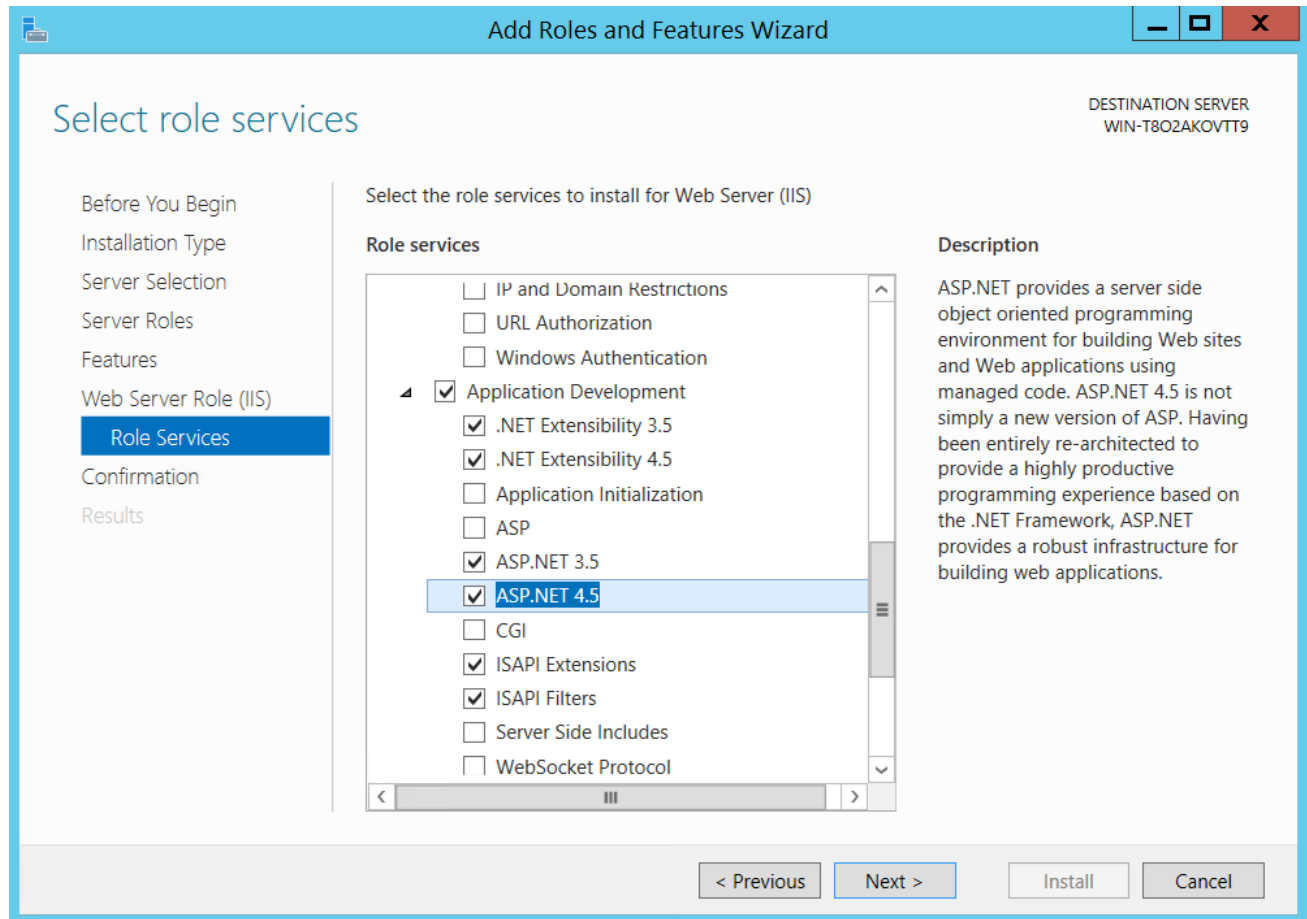 Add Roles and Features Wizard
X
Select role services
DESTINATION SERVER
WIN-T8O2AKOVTT9
Before You Begin
Installation Type
Server Selection
Server Roles
Features
Web Server Role (IIS)
Role Services
Confirmation
Results
Select the role services to install for Web Server (IIS)
Role services
IP and Domain Restrictions
URL Authorization
Windows Authentication
Application Development
.NET Extensibility 3.5
.NET Extensibility 4.5
Application Initialization
ASP
ASP.NET 3.5
ASP.NET 4.5
CGI
ISAPI Extensions
ISAPI Filters
Server Side Includes
WebSocket Protocol
Description
ASP.NET provides a server side
object oriented programming
environment for building Web sites
and Web applications using
managed code. ASP.NET 4.5 is not
simply a new version of ASP. Having
been entirely re-architected to
provide a highly productive
programming experience based on
the .NET Framework, ASP.NET
provides a robust infrastructure for
building web applications.
< Previous
Next >
Install
Cancel